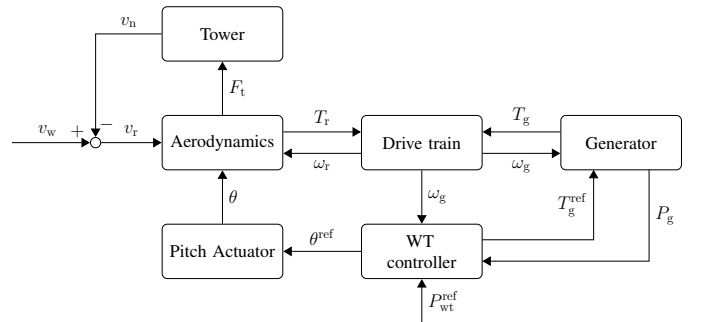 v_n
Tower
F_t
v_w
+
−
v_r
Aerodynamics
T_r
ω_r
Drive train
T_g
ω_g
Generator
θ
ω_g
T_g^ref
P_g
Pitch Actuator
θ^ref
WT
controller
P_wt^ref